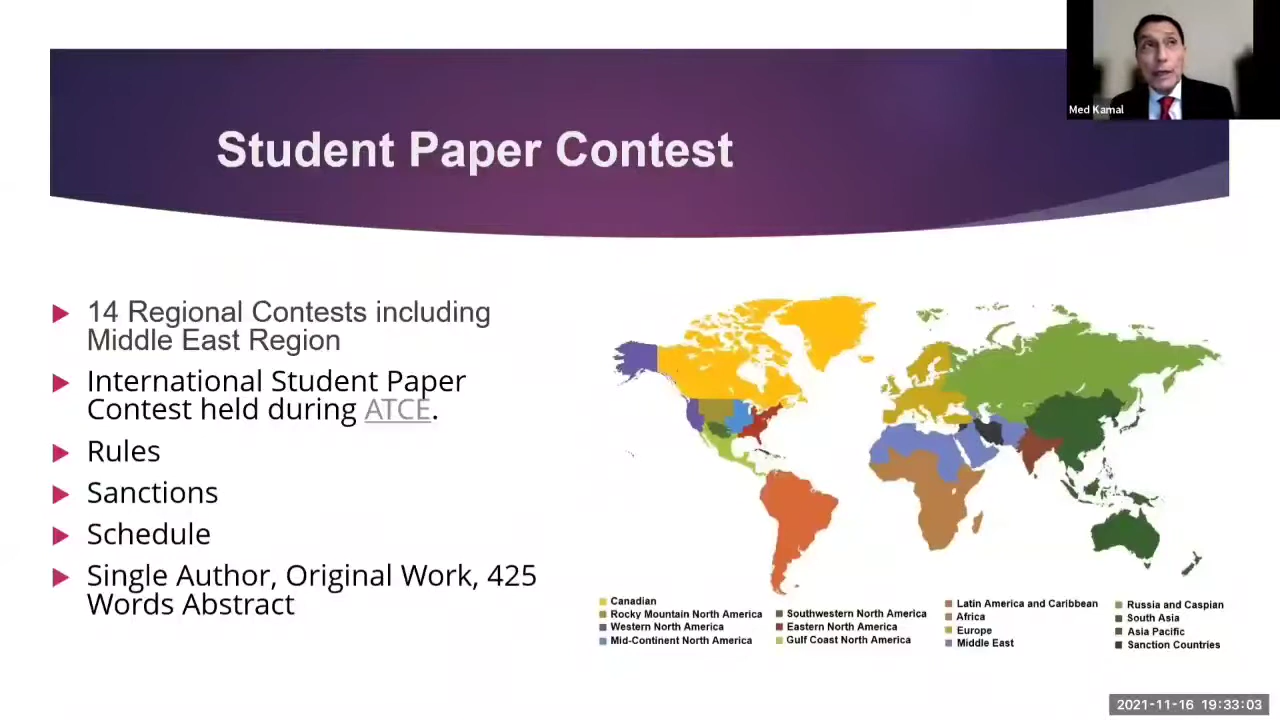 Med Kamal
Student Paper Contest
14 Regional Contests including
Middle East Region
International Student Paper
Contest held during ATCE.
Rules
Sanctions
Schedule
Single Author, Original Work, 425
Words Abstract
Canadian
Rocky Mountain North America
Western North America
Mid-Continent North America
Southwestern North America
Eastern North America
Gulf Coast North America
Latin America and Caribbean
Africa
Europe
Middle East
Russia and Caspian
South Asia
Asia Pacific
Sanction Countries
2021-11-16 19:33:03